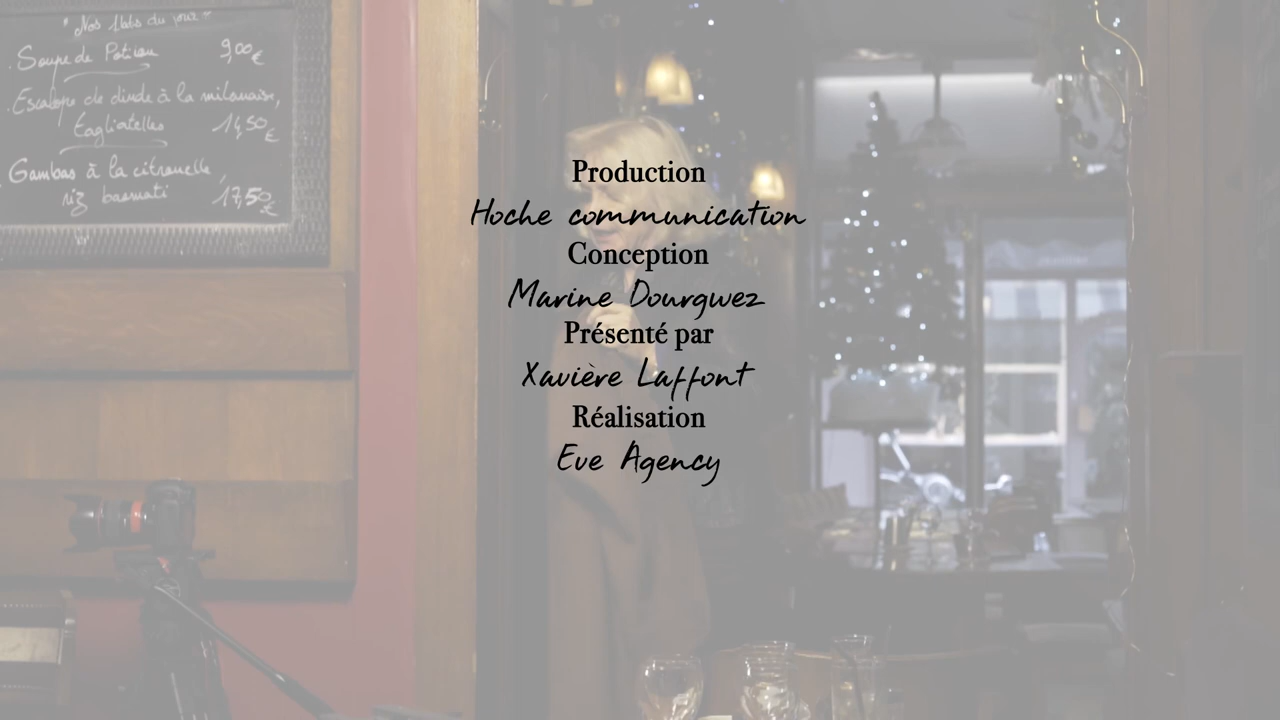 "Nos plats du jour"
. Soupe de Potiron 9,00€
. Escalope de dinde à la milanaise,
tagliatelles 14,50€
. Gambas à la citronelle,
riz basmati 17,50€
Production
Hoche communication
Conception
Marine Dourgwez
Présenté par
Xavière Laffont
Réalisation
Eve Agency